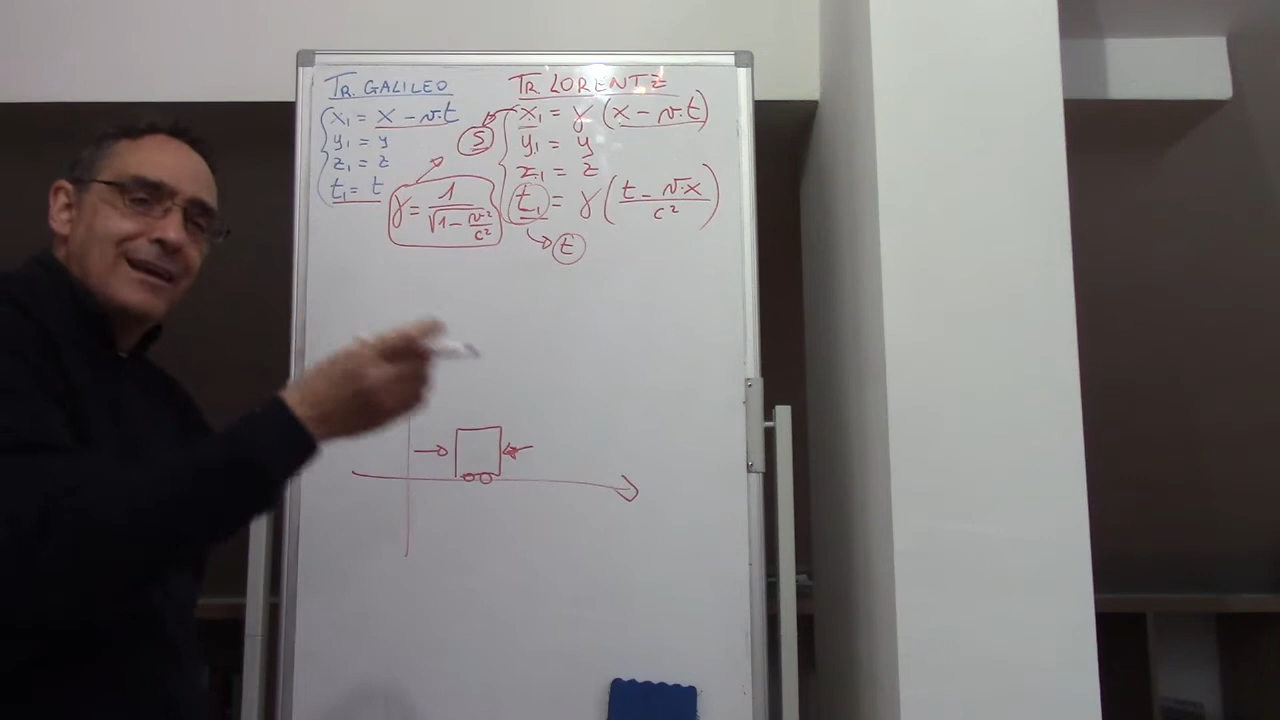 TR. GALILEO
x₁ = x - v.t
y₁ = y
z₁ = z
t₁ = t
γ = 1 / √1 - v²/c²
S
TR. LORENTZ
x₁ = γ (x - v.t)
y₁ = y
z₁ = z
t₁ = γ (t - v.x / c²)
t